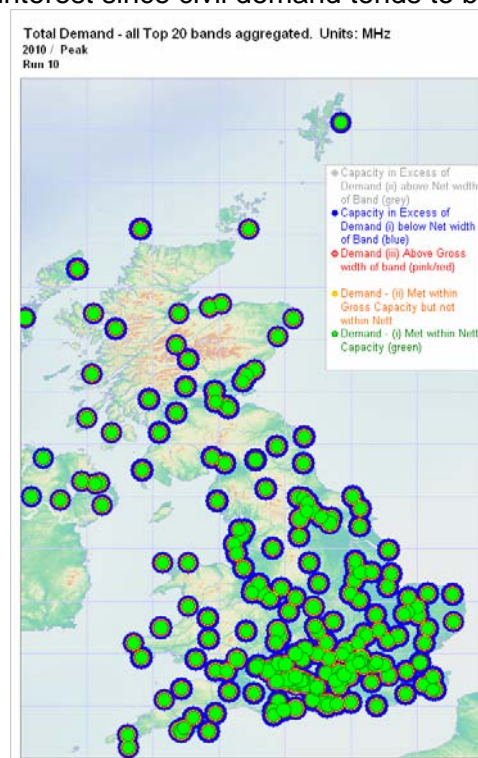 interest since civil demand tends to b
Total Demand - all Top 20 bands aggregated. Units: MHz
2010 / Peak
Run 10
Capacity in Excess of
Demand (ii) above Net width
of Band (grey)
Capacity in Excess of
Demand (i) below Net width
of Band (blue)
Demand (iii) Above Gross
width of band (pink/red)
Demand - (ii) Met within
Gross Capacity but not
within Nett
Demand - (i) Met within Nett
Capacity (green)